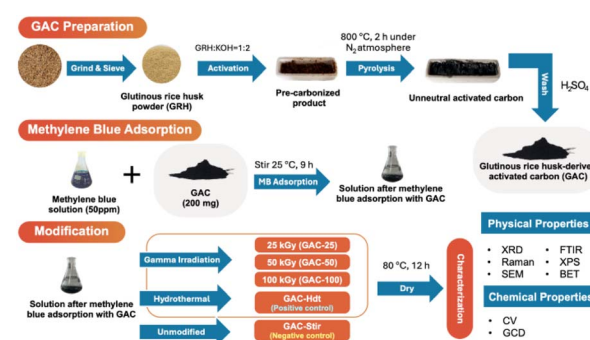 GAC Preparation
Grind & Sieve
Glutinous rice husk
powder (GRH)
GRH:KOH=1:2
Activation
Pre-carbonized
product
800 °C, 2 h under
N₂ atmosphere
Pyrolysis
Unneutral activated carbon
Wash
H₂SO₄
Glutinous rice husk-derive
activated carbon (GAC)
Methylene Blue Adsorption
Methylene blue
solution (50ppm)
+
GAC
(200 mg)
Stir 25 °C, 9 h
MB Adsorption
Solution after methylene
blue adsorption with GAC
Modification
Solution after methylene
blue adsorption with GAC
Gamma Irradiation
25 kGy (GAC-25)
50 kGy (GAC-50)
100 kGy (GAC-100)
Hydrothermal
GAC-Hdt
(Positive control)
Unmodified
GAC-Stir
(Negative control)
80 °C, 12 h
Dry
Characterization
Physical Properties
• XRD • FTIR
• Raman • XPS
• SEM • BET
Chemical Properties
• CV
• GCD